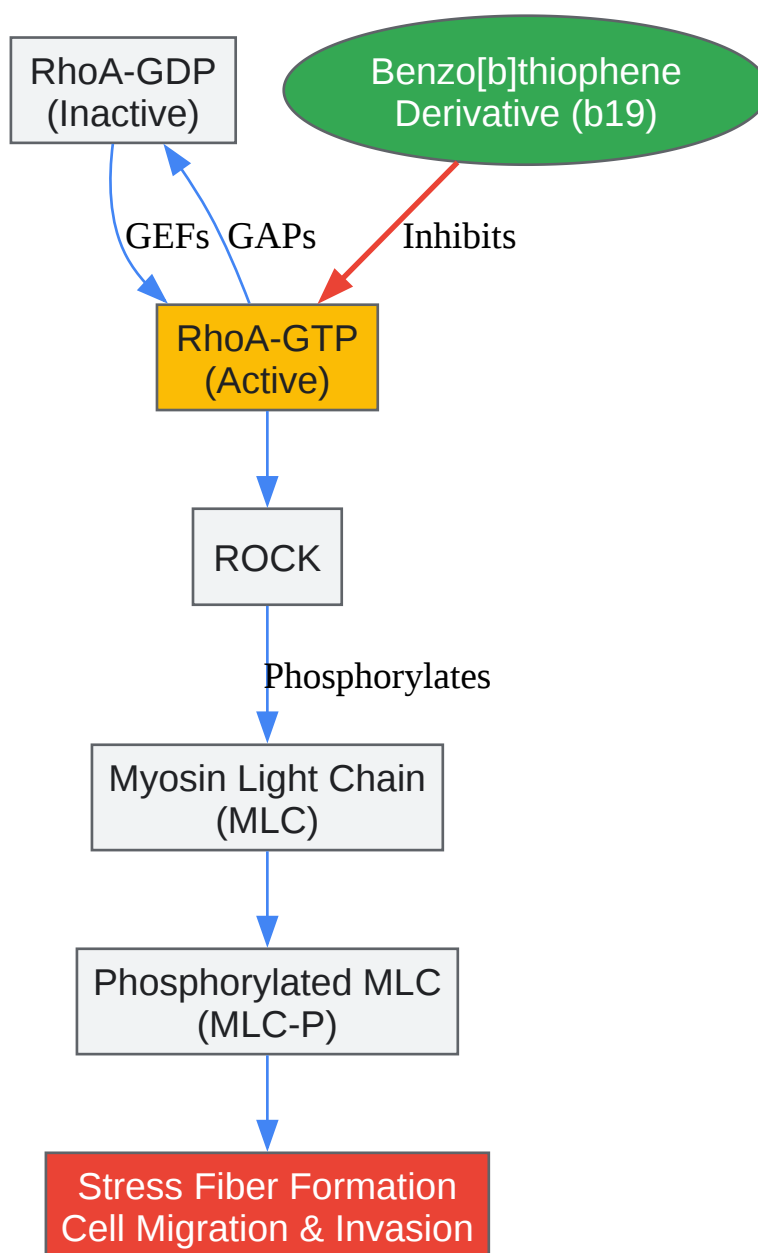 RhoA-GDP
(Inactive)
Benzo[b]thiophene
Derivative (b19)
GEFs
GAPs
Inhibits
RhoA-GTP
(Active)
ROCK
Phosphorylates
Myosin Light Chain
(MLC)
Phosphorylated MLC
(MLC-P)
Stress Fiber Formation
Cell Migration & Invasion